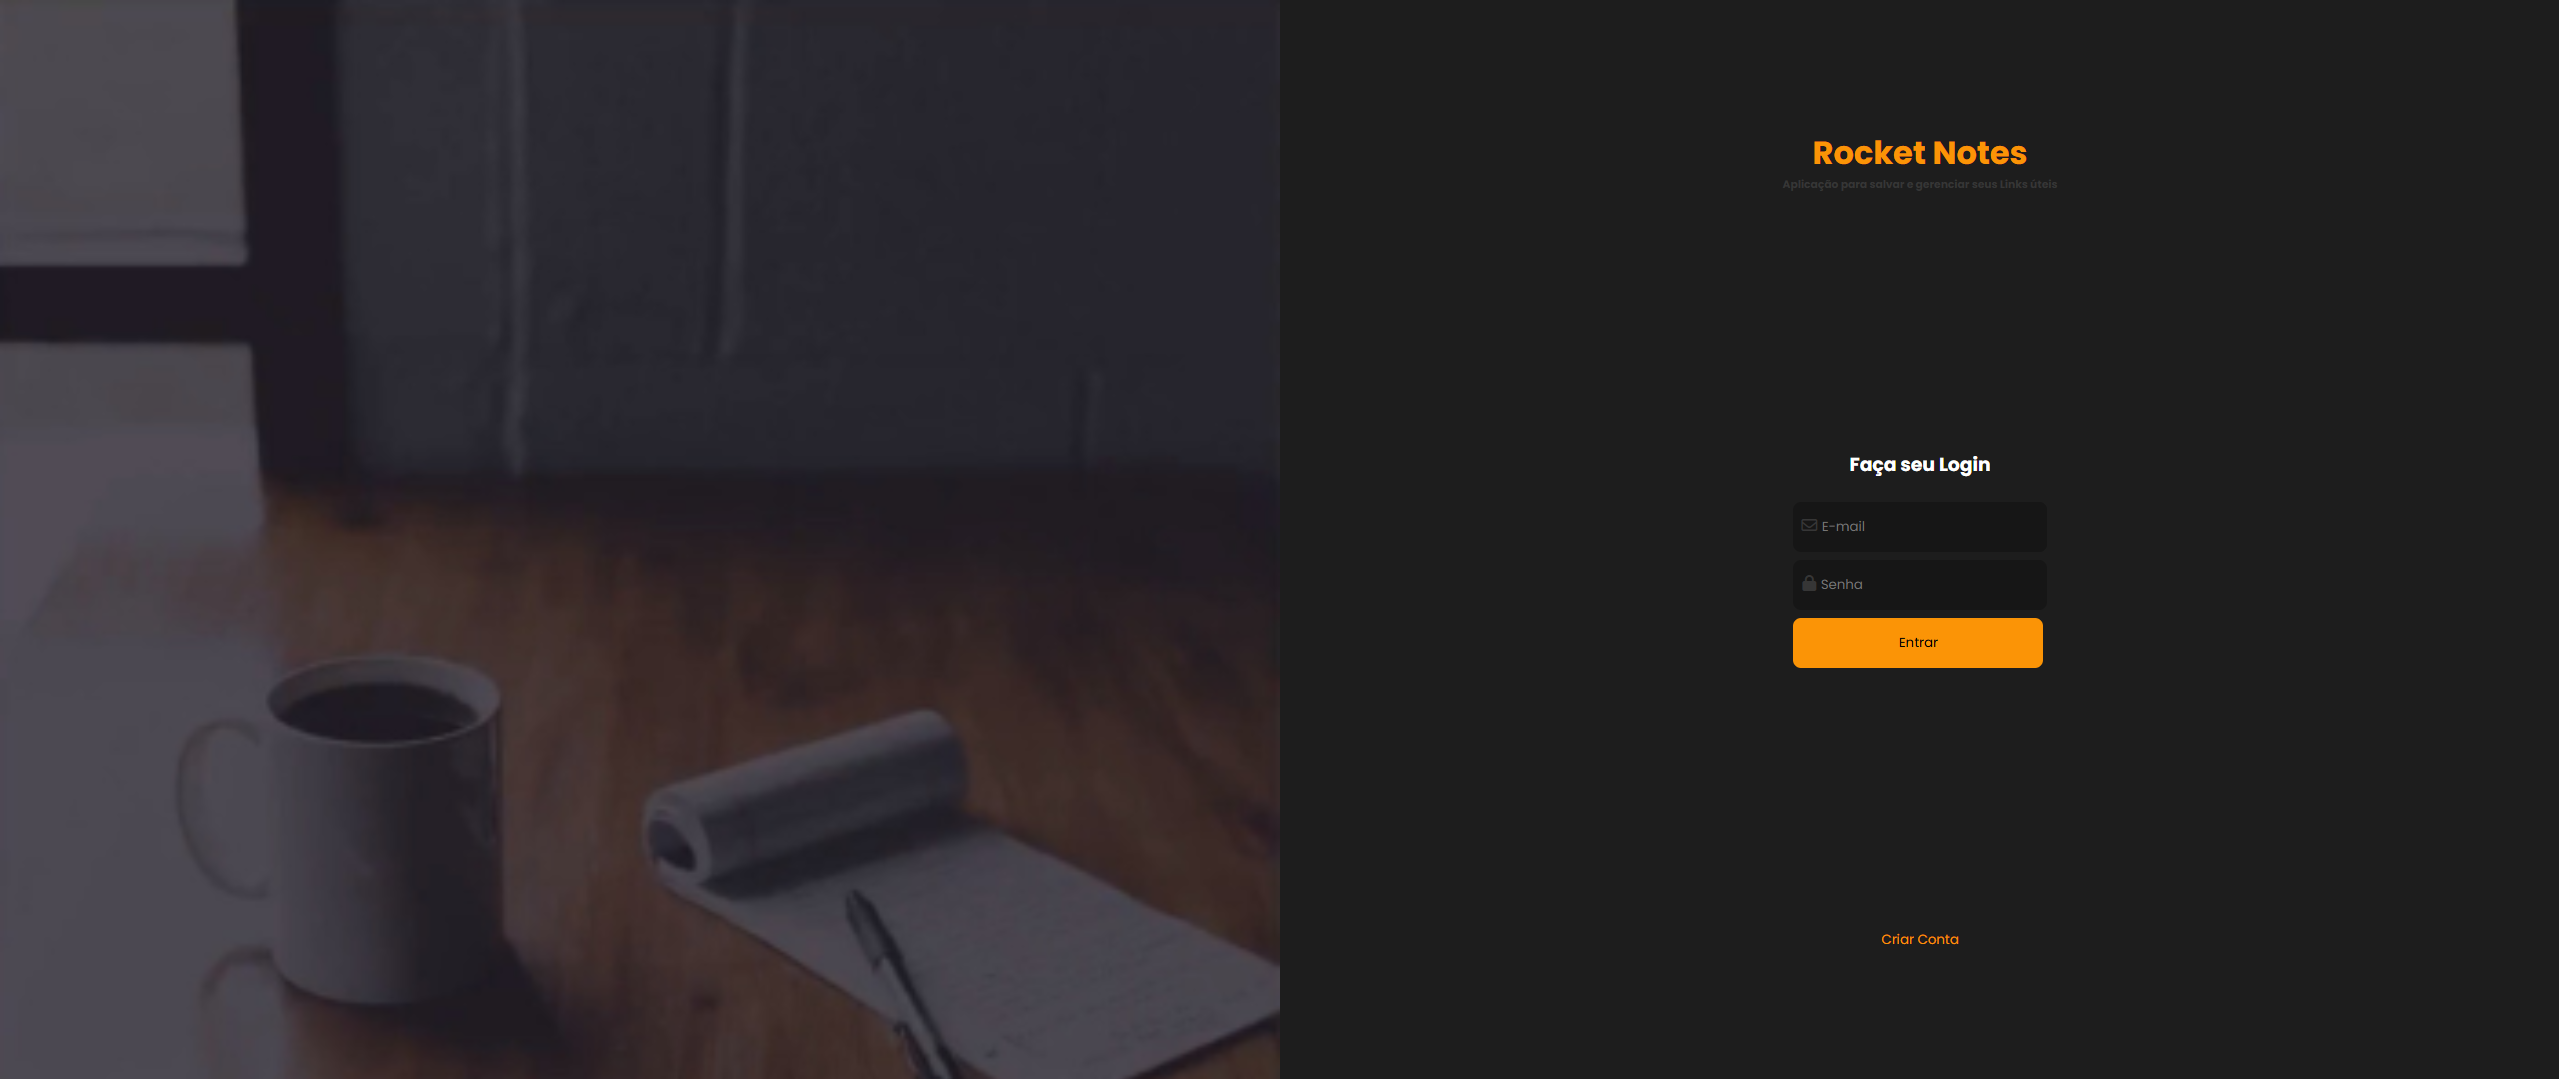 Rocket Notes
Aplicação para salvar e gerenciar seus Links úteis
Faça seu Login
E-mail
Senha
Entrar
Criar Conta